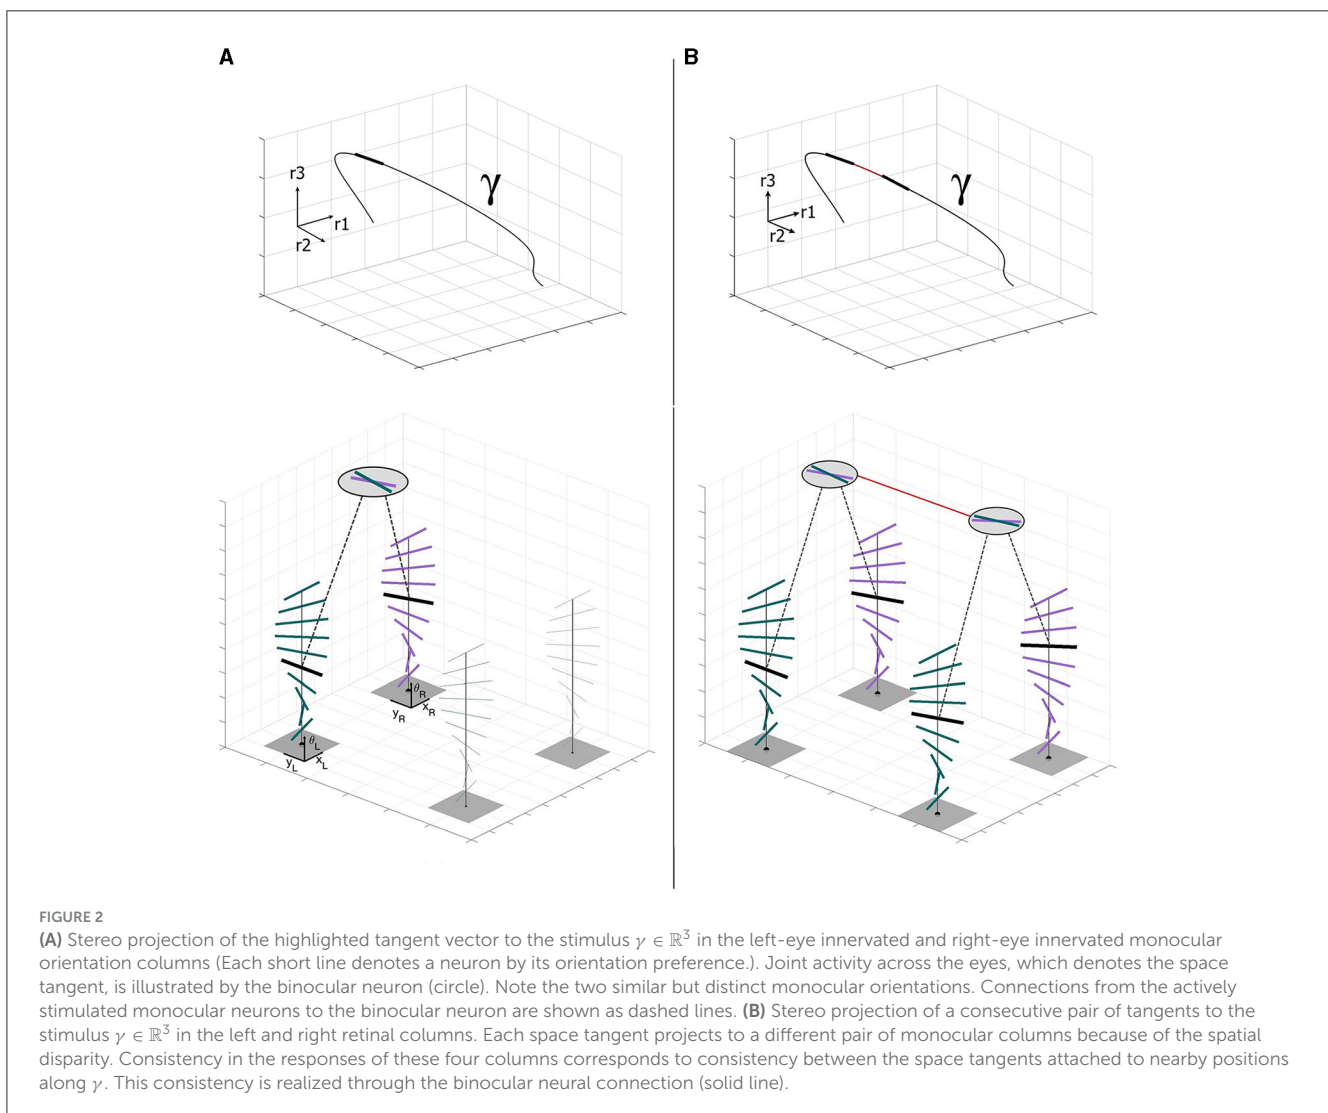 A
B
r3
r1
r2
γ
r3
r1
r2
γ
θR
xR
yR
θL
xL
yL
FIGURE 2
(A) Stereo projection of the highlighted tangent vector to the stimulus γ ∈ ℝ³ in the left-eye innervated and right-eye innervated monocular
orientation columns (Each short line denotes a neuron by its orientation preference.). Joint activity across the eyes, which denotes the space
tangent, is illustrated by the binocular neuron (circle). Note the two similar but distinct monocular orientations. Connections from the actively
stimulated monocular neurons to the binocular neuron are shown as dashed lines. (B) Stereo projection of a consecutive pair of tangents to the
stimulus γ ∈ ℝ³ in the left and right retinal columns. Each space tangent projects to a different pair of monocular columns because of the spatial
disparity. Consistency in the responses of these four columns corresponds to consistency between the space tangents attached to nearby positions
along γ. This consistency is realized through the binocular neural connection (solid line).